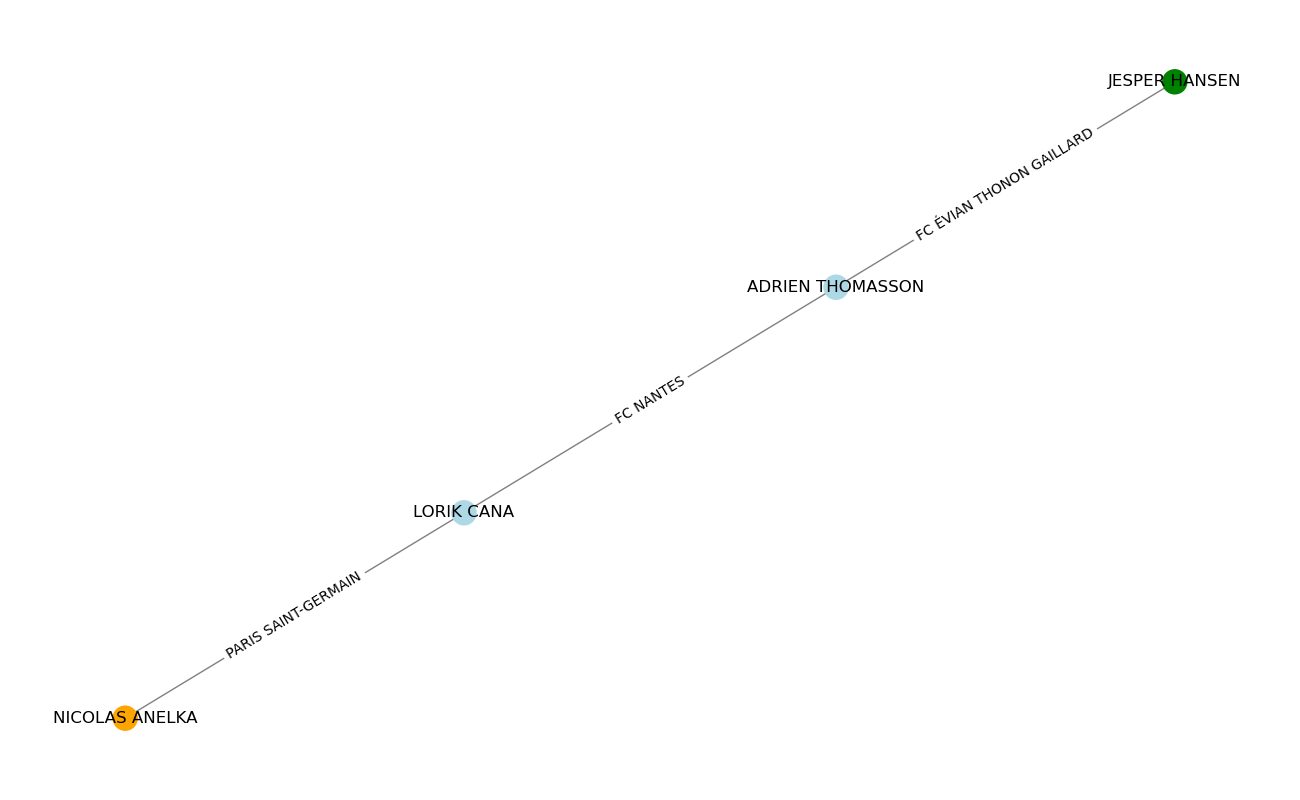 JESPER HANSEN
FC ÉVIAN THONON GAILLARD
ADRIEN THOMASSON
FC NANTES
LORIK CANA
PARIS SAINT-GERMAIN
NICOLAS ANELKA